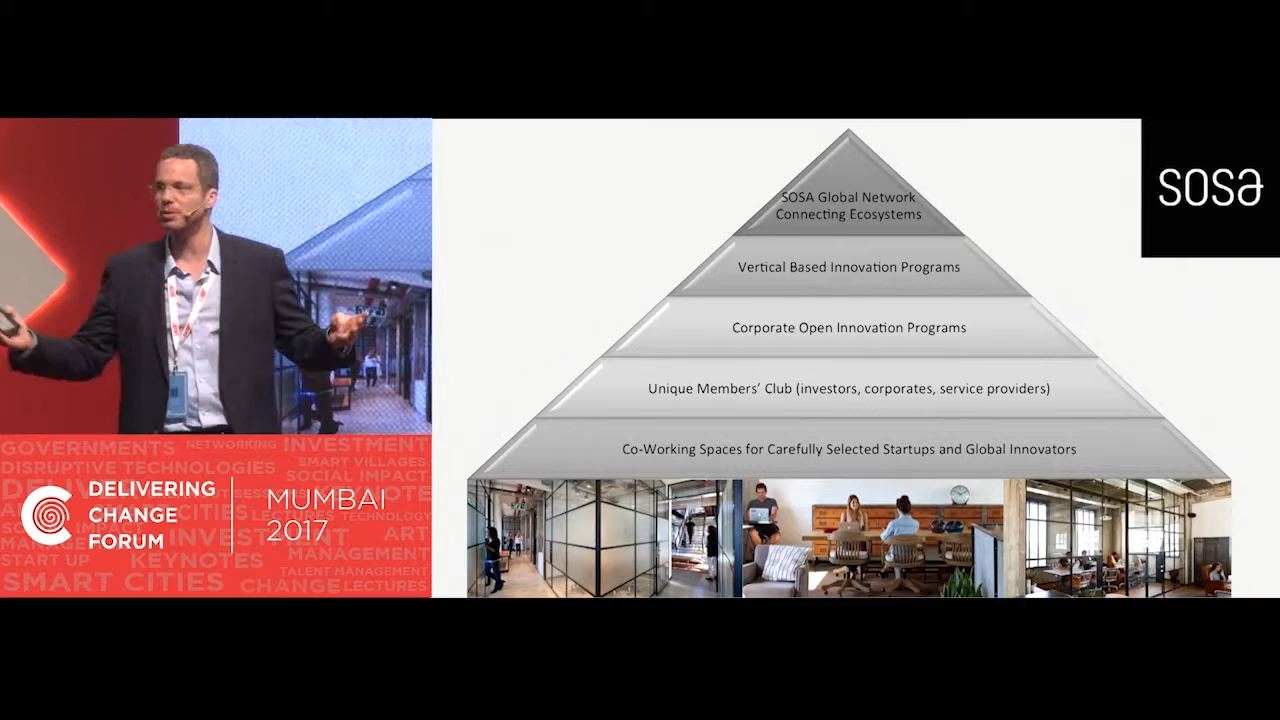 SOSA
SOSA Global Network
Connecting Ecosystems
Vertical Based Innovation Programs
Corporate Open Innovation Programs
Unique Members’ Club (investors, corporates, service providers)
Co-Working Spaces for Carefully Selected Startups and Global Innovators
GOVERNMENTS NETWORKING INVESTMENT
DISRUPTIVE TECHNOLOGIES SMART VILLAGES
SOCIAL IMPACT
DELIVERING
CHANGE
FORUM
MUMBAI
2017
CITIES LECTURES TECHNOLOGY
IMPACT ART
MANAGEMENT
START UP KEYNOTES TALENT MANAGEMENT
SMART CITIES CHANGE LECTURES